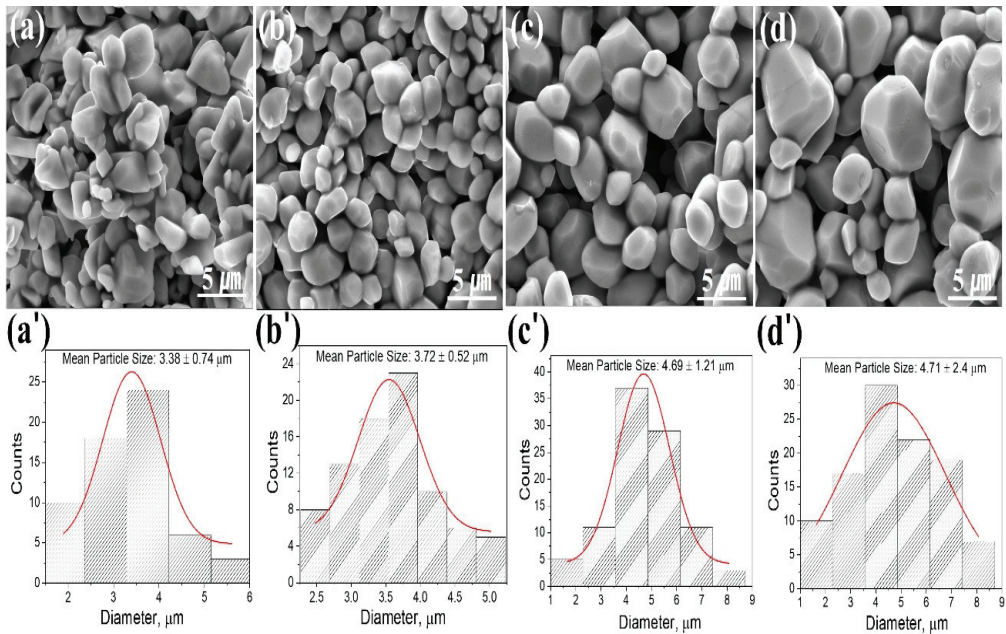 (a)
5 µm
(b)
5 µm
(c)
5 µm
(d)
5 µm
(a')
Mean Particle Size: 3.38 ± 0.74 µm
Counts
25
20
15
10
5
0
2
3
4
5
6
Diameter, µm
(b')
Mean Particle Size: 3.72 ± 0.52 µm
Counts
24
20
16
12
8
4
0
2.5
3.0
3.5
4.0
4.5
5.0
Diameter, µm
(c')
Mean Particle Size: 4.69 ± 1.21 µm
Counts
40
35
30
25
20
15
10
5
0
1
2
3
4
5
6
7
8
9
Diameter, µm
(d')
Mean Particle Size: 4.71 ± 2.4 µm
Counts
30
25
20
15
10
5
0
1
2
3
4
5
6
7
8
9
Diameter, µm